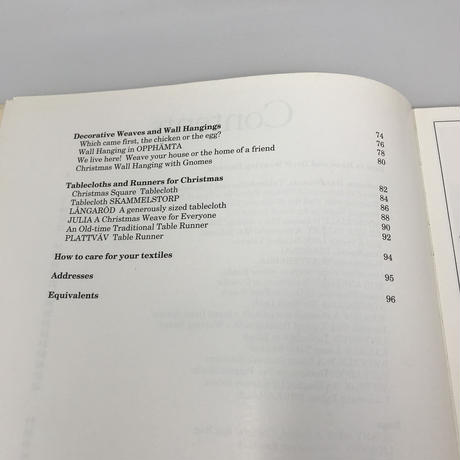 Decorative Weaves and Wall Hangings
Which came first, the chicken or the egg? 74
Wall Hanging in OPPHÄMTA 76
We live here! Weave your house or the home of a friend 78
Christmas Wall Hanging with Gnomes 80
Tablecloths and Runners for Christmas
Christmas Square Tablecloth 82
Tablecloth SKAMMELSTORP 84
LÅNGARÖD A generously sized tablecloth 86
JULIA A Christmas Weave for Everyone 88
An Old-time Traditional Table Runner 90
PLATTVÄV Table Runner 92
How to care for your textiles 94
Addresses 95
Equivalents 96